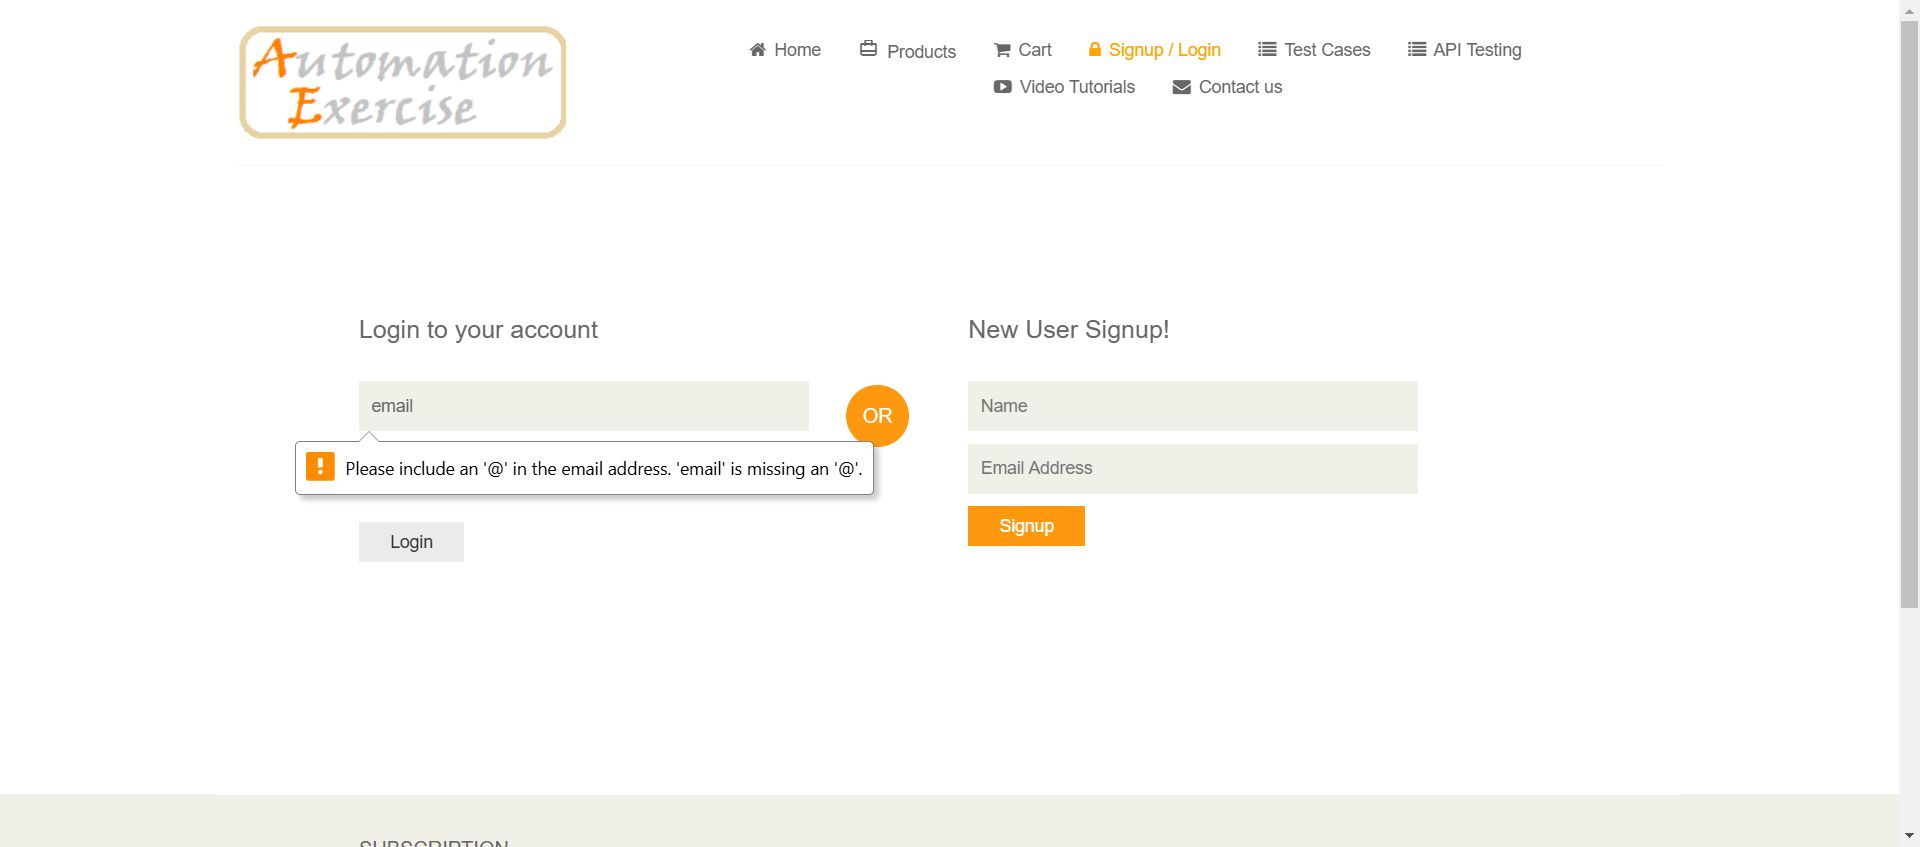 Automation
Exercise
Home
Products
Cart
Signup / Login
Test Cases
API Testing
Video Tutorials
Contact us
Login to your account
email
Please include an '@' in the email address. 'email' is missing an '@'.
Login
OR
New User Signup!
Name
Email Address
Signup
SUBSCRIPTION